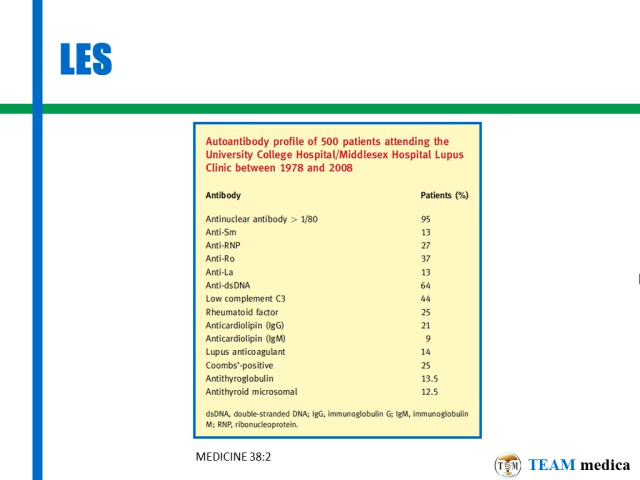 LES
Autoantibody profile of 500 patients attending the
University College Hospital/Middlesex Hospital Lupus
Clinic between 1978 and 2008
Antibody Patients (%)
Antinuclear antibody > 1/80 95
Anti-Sm 13
Anti-RNP 27
Anti-Ro 37
Anti-La 13
Anti-dsDNA 64
Low complement C3 44
Rheumatoid factor 25
Anticardiolipin (IgG) 21
Anticardiolipin (IgM) 9
Lupus anticoagulant 14
Coombs'-positive 25
Antithyroglobulin 13.5
Antithyroid microsomal 12.5
dsDNA, double-stranded DNA; IgG, immunoglobulin G; IgM, immunoglobulin
M; RNP, ribonucleoprotein.
MEDICINE 38:2
TEAM medica